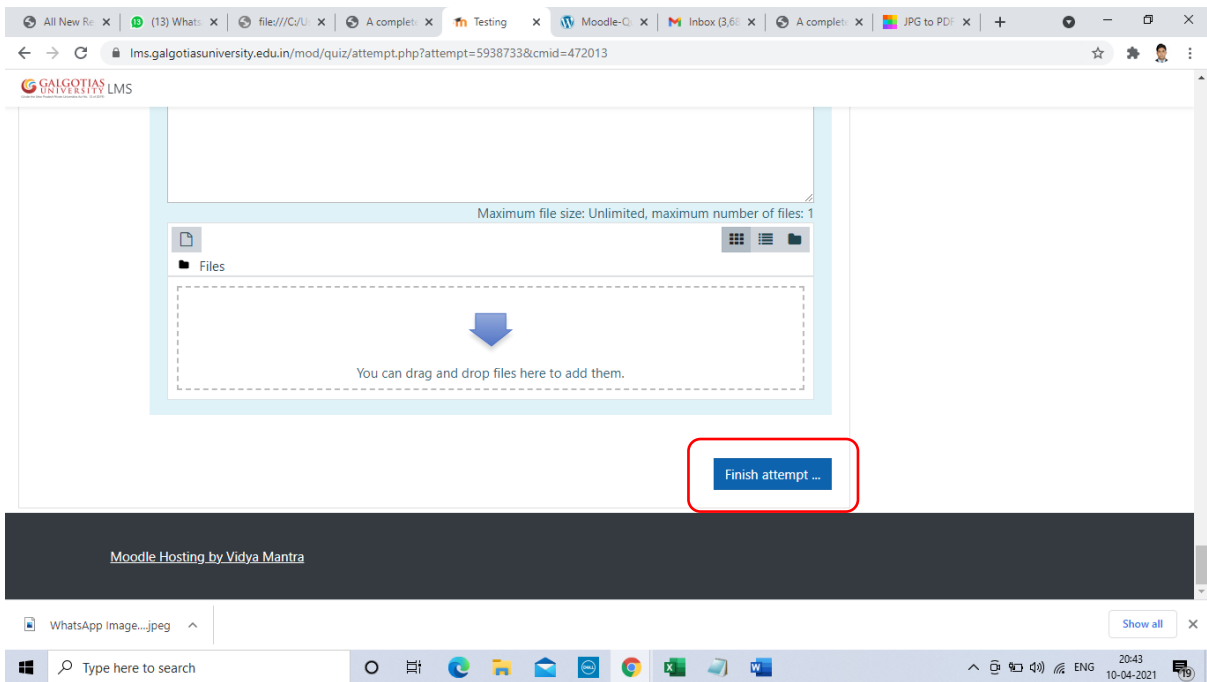 All New Re
(13) Whats
file:///C:/U
A complete
Testing
Moodle-Q
Inbox (3,68
A complete
JPG to PDF
lms.galgotiasuniversity.edu.in/mod/quiz/attempt.php?attempt=5938733&cmid=472013
GALGOTIAS
UNIVERSITY LMS
Maximum file size: Unlimited, maximum number of files: 1
Files
You can drag and drop files here to add them.
Finish attempt ...
Moodle Hosting by Vidya Mantra
WhatsApp Image....jpeg
Show all
Type here to search
ENG
20:43
10-04-2021
19